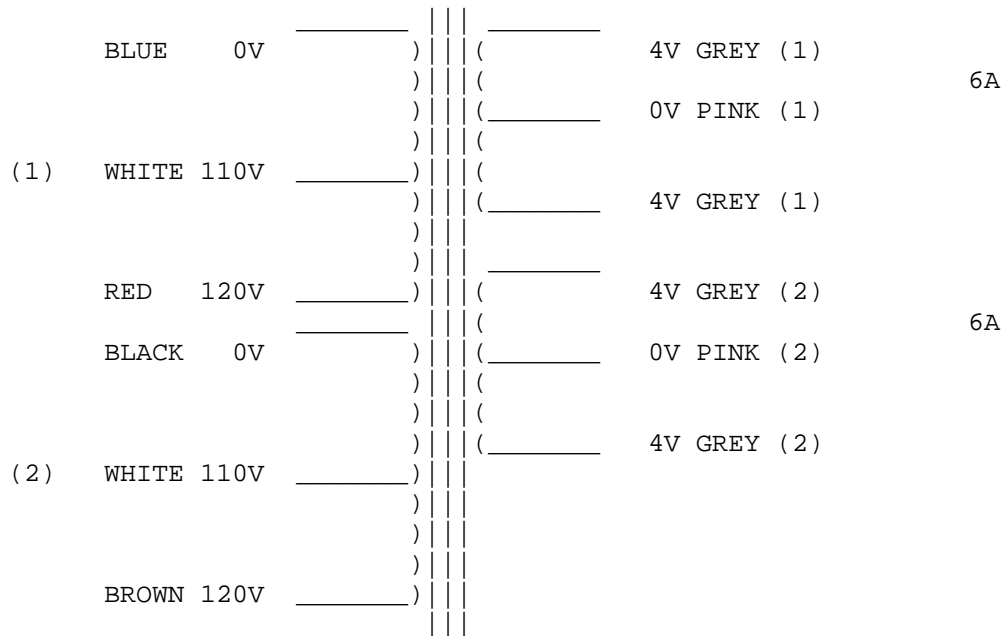 BLUE 0V 4V GREY (1)
6A
0V PINK (1)
(1) WHITE 110V
4V GREY (1)
RED 120V 4V GREY (2)
6A
BLACK 0V 0V PINK (2)
4V GREY (2)
(2) WHITE 110V
BROWN 120V